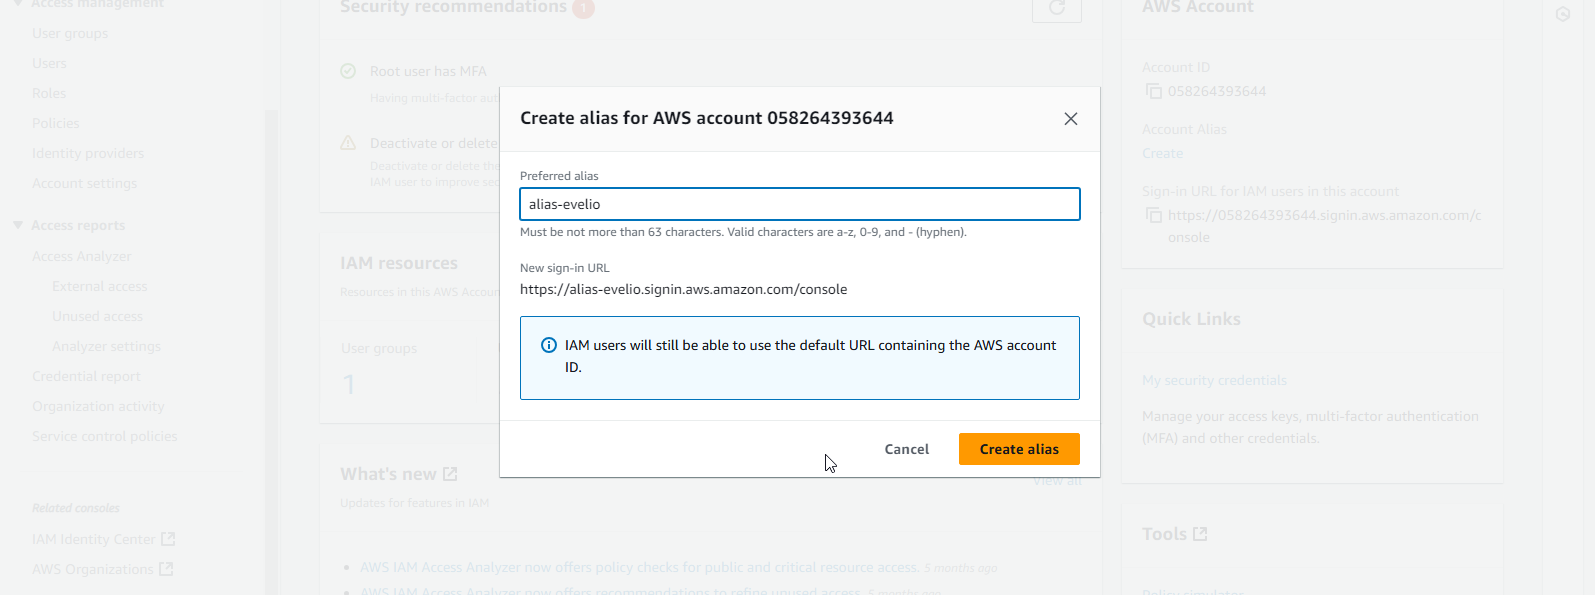 Access management
User groups
Users
Roles
Policies
Identity providers
Account settings
Access reports
Access Analyzer
External access
Unused access
Analyzer settings
Credential report
Organization activity
Service control policies
Related consoles
IAM Identity Center
AWS Organizations
Security recommendations 1
Root user has MFA
Having multi-factor aut
Deactivate or delete
Deactivate or delete the
IAM user to improve sec
IAM resources
Resources in this AWS Accoun
User groups
1
What's new
View all
Updates for features in IAM
AWS IAM Access Analyzer now offers policy checks for public and critical resource access. 5 months ago
AWS IAM Access Analyzer now offers recommendations to refine unused access.
Create alias for AWS account 058264393644
Preferred alias
alias-evelio
Must be not more than 63 characters. Valid characters are a-z, 0-9, and - (hyphen).
New sign-in URL
https://alias-evelio.signin.aws.amazon.com/console
IAM users will still be able to use the default URL containing the AWS account
ID.
Cancel
Create alias
AWS Account
Account ID
058264393644
Account Alias
Create
Sign-in URL for IAM users in this account
https://058264393644.signin.aws.amazon.com/c
onsole
Quick Links
My security credentials
Manage your access keys, multi-factor authentication
(MFA) and other credentials.
Tools
Policy simulator